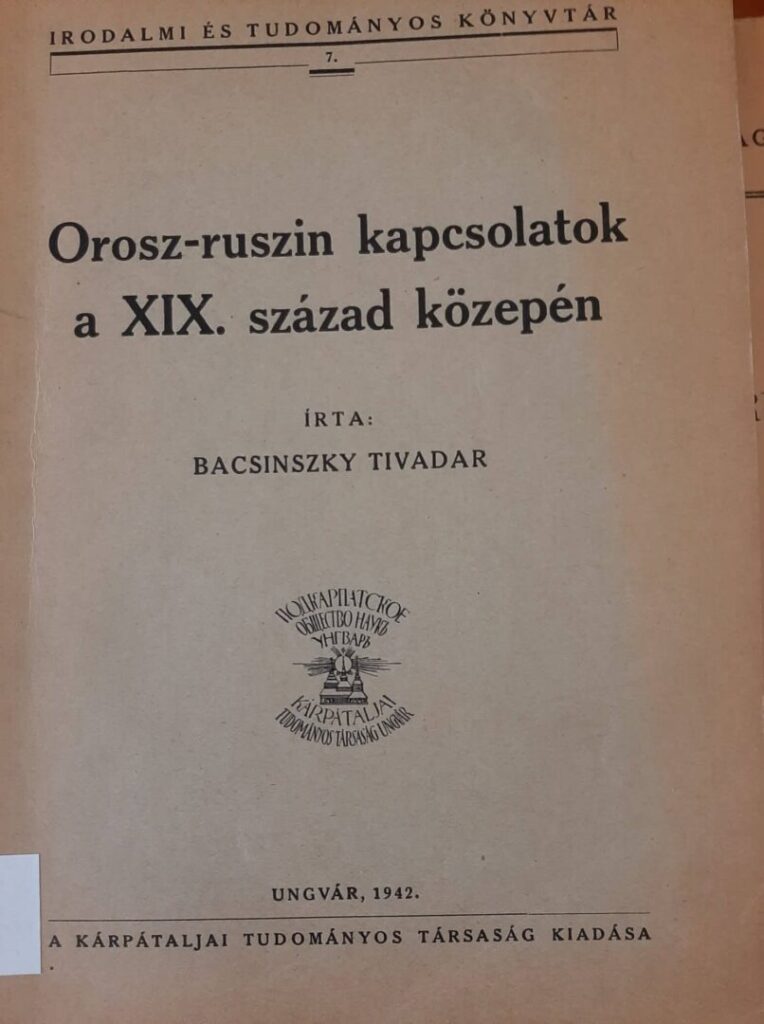 IRODALMI ÉS TUDOMÁNYOS KÖNYVTÁR
7.
Orosz-ruszin kapcsolatok
a XIX. század közepén
ÍRTA:
BACSINSZKY TIVADAR
ПОДКАРПАТСКОЕ
ОБЩЕСТВО НАУКЪ
УНГВАРЪ
KÁRPÁTALJAI
TUDOMÁNYOS TÁRSASÁG UNGVÁR
UNGVÁR, 1942.
A KÁRPÁTALJAI TUDOMÁNYOS TÁRSASÁG KIADÁSA